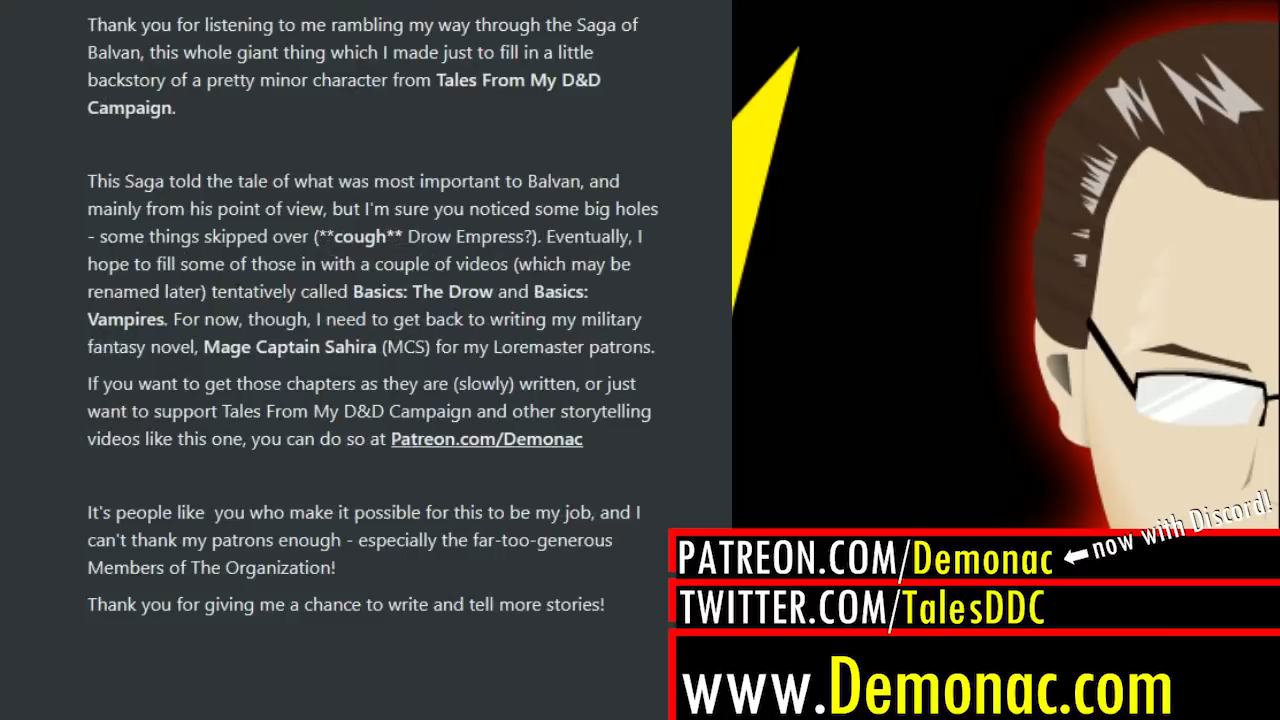 Thank you for listening to me rambling my way through the Saga of
Balvan, this whole giant thing which I made just to fill in a little
backstory of a pretty minor character from Tales From My D&D
Campaign.
This Saga told the tale of what was most important to Balvan, and
mainly from his point of view, but I'm sure you noticed some big holes
- some things skipped over (**cough** Drow Empress?). Eventually, I
hope to fill some of those in with a couple of videos (which may be
renamed later) tentatively called Basics: The Drow and Basics:
Vampires. For now, though, I need to get back to writing my military
fantasy novel, Mage Captain Sahira (MCS) for my Loremaster patrons.
If you want to get those chapters as they are (slowly) written, or just
want to support Tales From My D&D Campaign and other storytelling
videos like this one, you can do so at Patreon.com/Demonac
It's people like  you who make it possible for this to be my job, and I
can't thank my patrons enough - especially the far-too-generous
Members of The Organization!
Thank you for giving me a chance to write and tell more stories!
PATREON.COM/Demonac
now with Discord!
TWITTER.COM/TalesDDC
www.Demonac.com